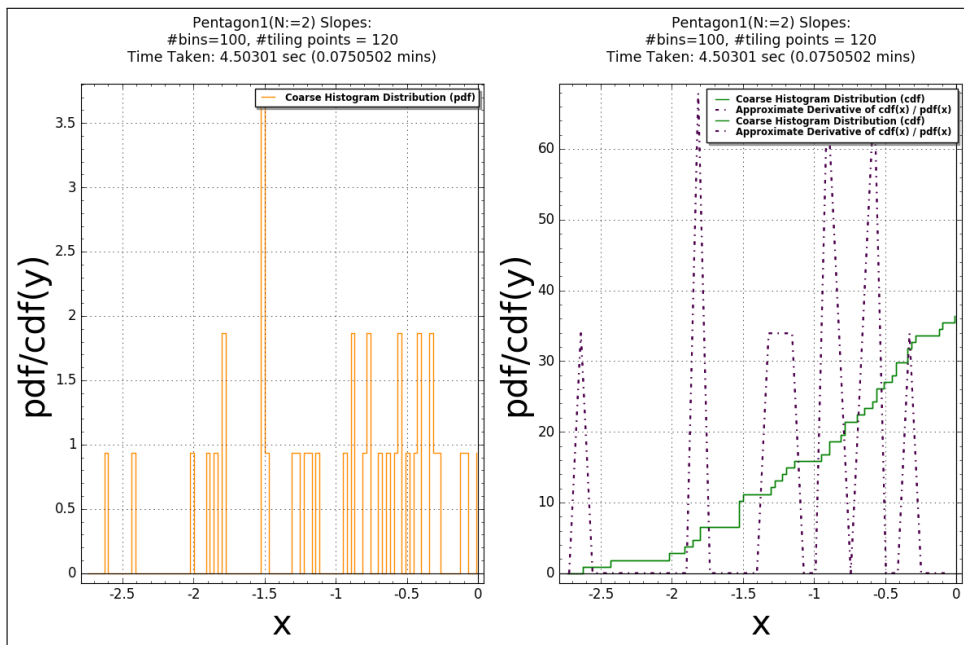 Pentagon1(N:=2) Slopes:
#bins=100, #tiling points = 120
Time Taken: 4.50301 sec (0.0750502 mins)
Coarse Histogram Distribution (pdf)
3.5
3
2.5
2
1.5
1
0.5
0
pdf/cdf(y)
-2.5
-2
-1.5
-1
-0.5
0
x
Pentagon1(N:=2) Slopes:
#bins=100, #tiling points = 120
Time Taken: 4.50301 sec (0.0750502 mins)
Coarse Histogram Distribution (cdf)
Approximate Derivative of cdf(x) / pdf(x)
Coarse Histogram Distribution (cdf)
Approximate Derivative of cdf(x) / pdf(x)
60
50
40
30
20
10
0
pdf/cdf(y)
-2.5
-2
-1.5
-1
-0.5
0
x